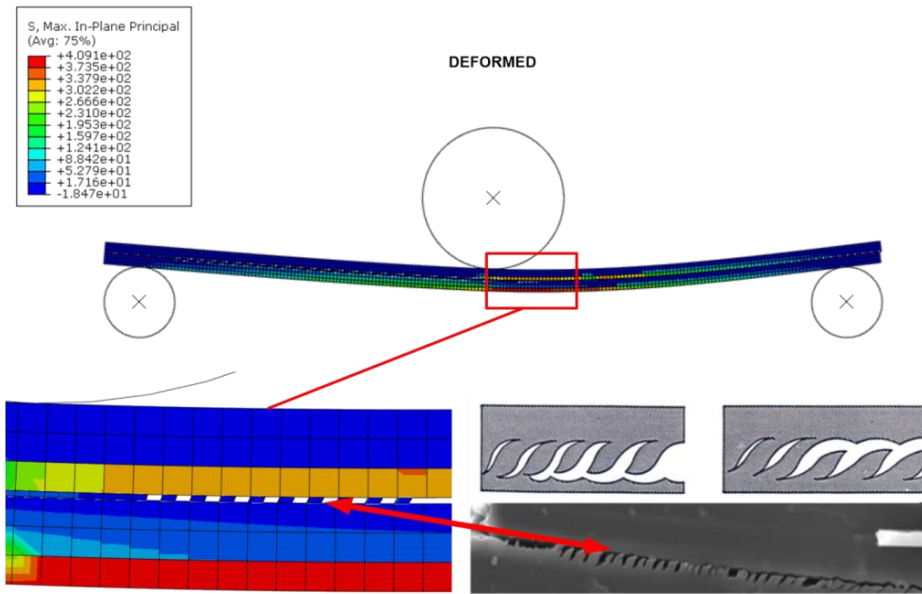 S, Max. In-Plane Principal
(Avg: 75%)
+4.091e+02
+3.735e+02
+3.379e+02
+3.022e+02
+2.666e+02
+2.310e+02
+1.953e+02
+1.597e+02
+1.241e+02
+8.842e+01
+5.279e+01
+1.716e+01
-1.847e+01
DEFORMED